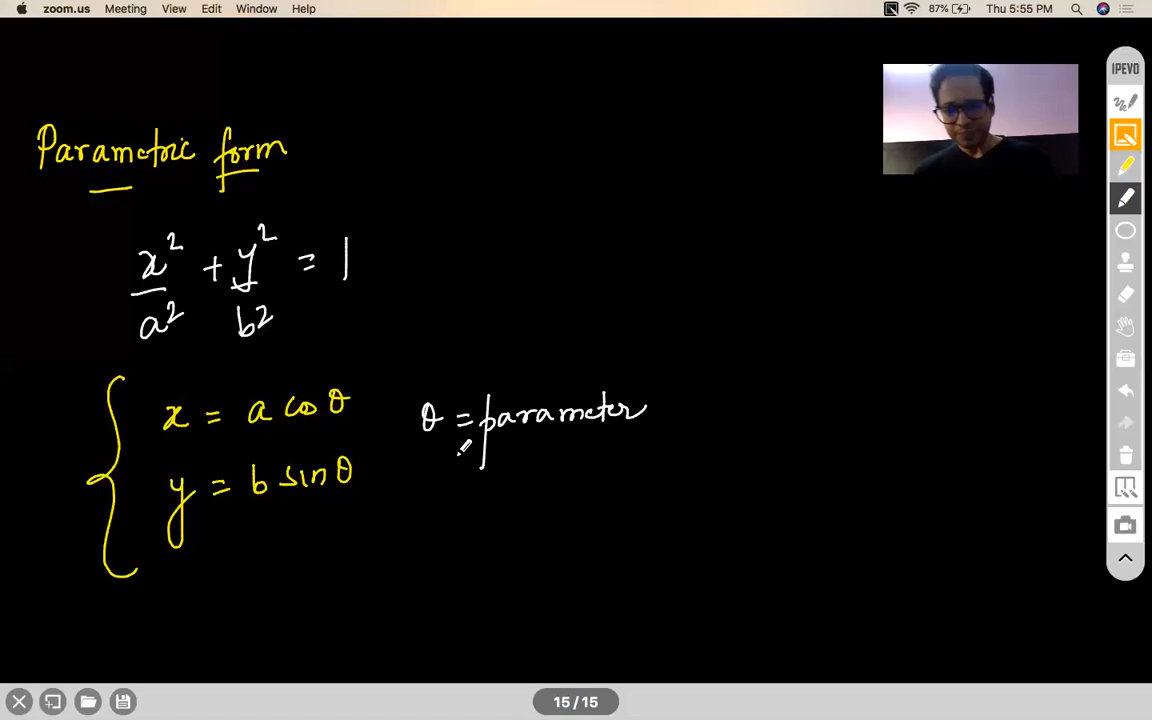 zoom.us Meeting View Edit Window Help 87% Thu 5:55 PM
IPEVO
Parametric form
x²/a² + y²/b² = 1
x = a cos θ θ = parameter
y = b sin θ
15/15